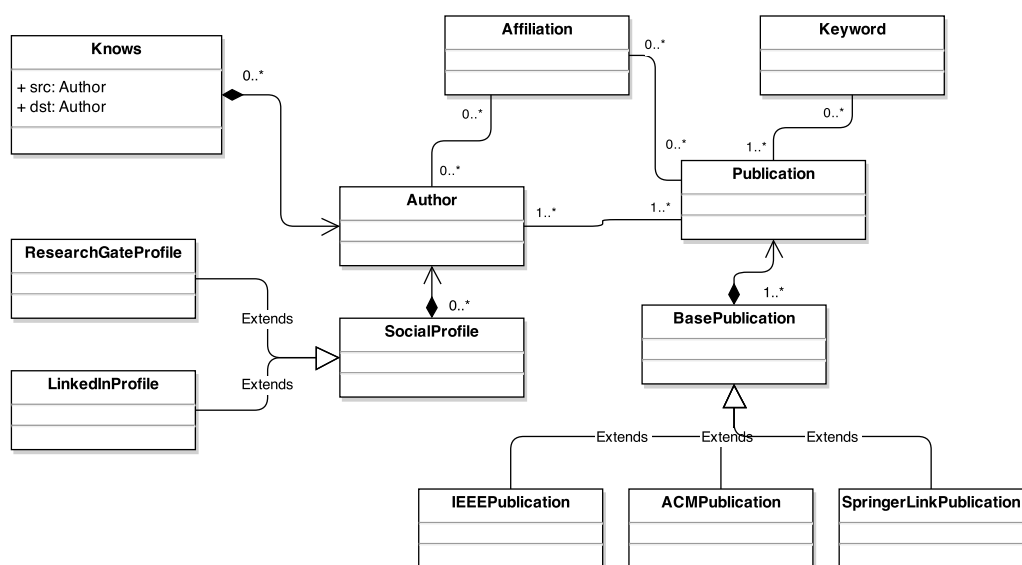 Affiliation
Keyword
Knows
+ src: Author
+ dst: Author
0..*
0..*
0..*
0..*
0..*
1..*
0..*
Publication
Author
1..*
1..*
ResearchGateProfile
0..*
1..*
Extends
SocialProfile
BasePublication
LinkedInProfile
Extends
Extends
Extends
Extends
IEEEPublication
ACMPublication
SpringerLinkPublication